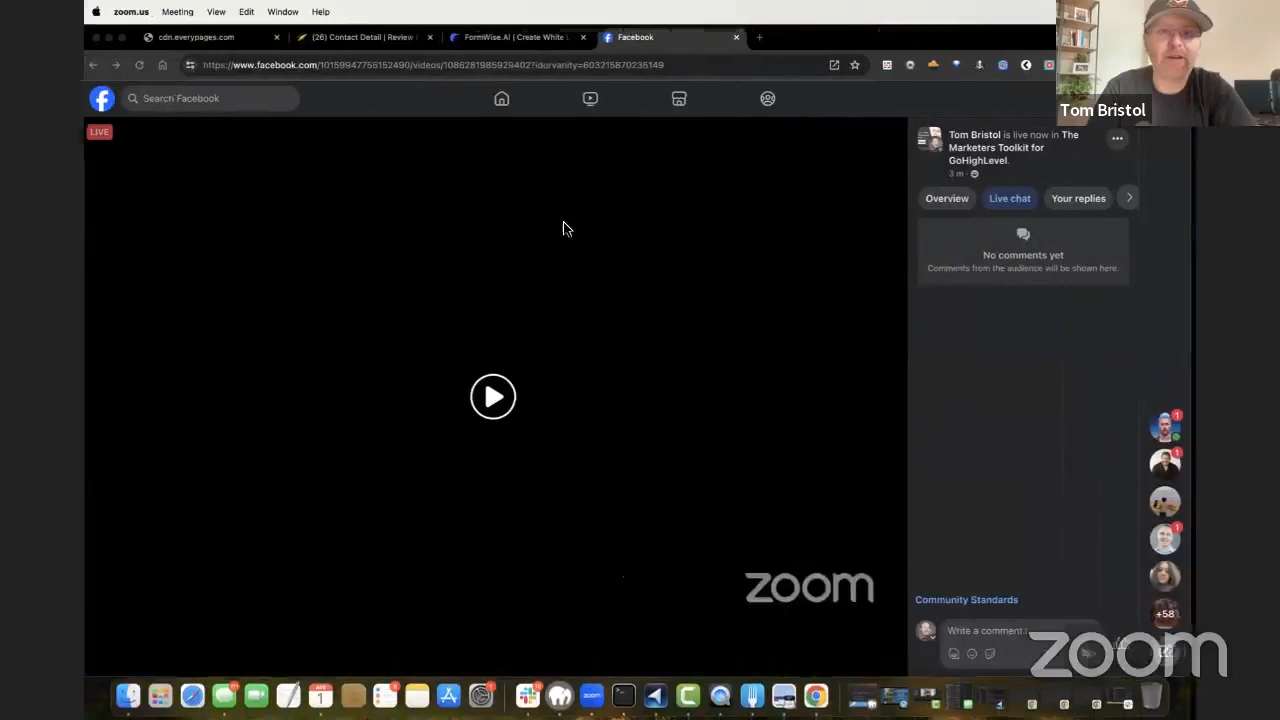 zoom.us Meeting View Edit Window Help
cdn.everypages.com
(26) Contact Detail | Review
FormWise.AI | Create White L
Facebook
https://www.facebook.com/10159947755152490/videos/1086281985929402?idorvanity=603215870235149
Search Facebook
LIVE
Tom Bristol
Tom Bristol is live now in The
Marketers Toolkit for
GoHighLevel.
3 m
Overview
Live chat
Your replies
No comments yet
Comments from the audience will be shown here.
+58
zoom
Community Standards
Write a comment
zoom
APR
1
zoom